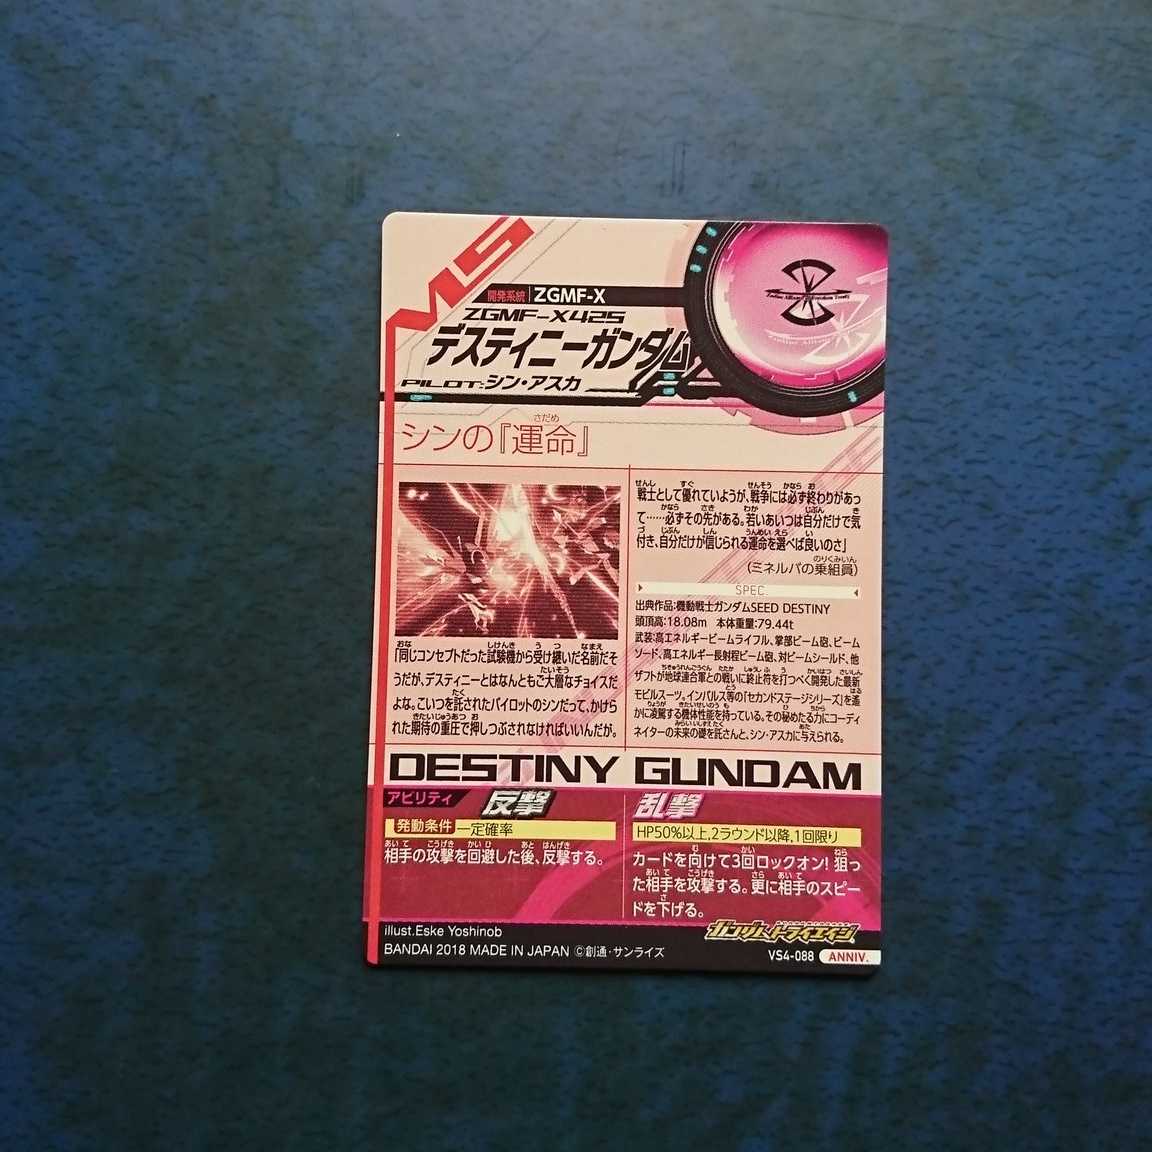 MS
開発系統 ZGMF-X
ZGMF-X42S
デスティニーガンダム
PILOT:シン・アスカ
シンの『運命』
さだめ
「同じコンセプトだった試験機から受け継いだ名前だそ
うだが、デスティニーとはなんともご大層なチョイスだ
よな。こいつを託されたパイロットのシンだって、かけら
れた期待の重圧で押しつぶされなければいいんだが。
戦士として優れていようが、戦争には必ず終わりがあっ
て……必ずその先がある。若いあいつは自分だけで気
付き、自分だけが信じられる運命を選べば良いのさ」
(ミネルバの乗組員)
SPEC
出典作品:機動戦士ガンダムSEED DESTINY
頭頂高:18.08m 本体重量:79.44t
武装:高エネルギービームライフル、掌部ビーム砲、ビーム
ソード、高エネルギー長射程ビーム砲、対ビームシールド、他
ザフトが地球連合軍との戦いに終止符を打つべく開発した最新
モビルスーツ。インパルス等の「セカンドステージシリーズ」を遙
かに凌駕する機体性能を持っている。その秘めたる力にコーディ
ネイターの未来の礎を託さんと、シン・アスカに与えられる。
DESTINY GUNDAM
アビリティ 反撃
発動条件 一定確率
相手の攻撃を回避した後、反撃する。
乱撃
HP50%以上,2ラウンド以降,1回限り
カードを向けて3回ロックオン! 狙っ
た相手を攻撃する。更に相手のスピー
ドを下げる。
illust.Eske Yoshinob
BANDAI 2018 MADE IN JAPAN ©創通・サンライズ
ガンダムトライエイジ
VS4-088 ANNIV.